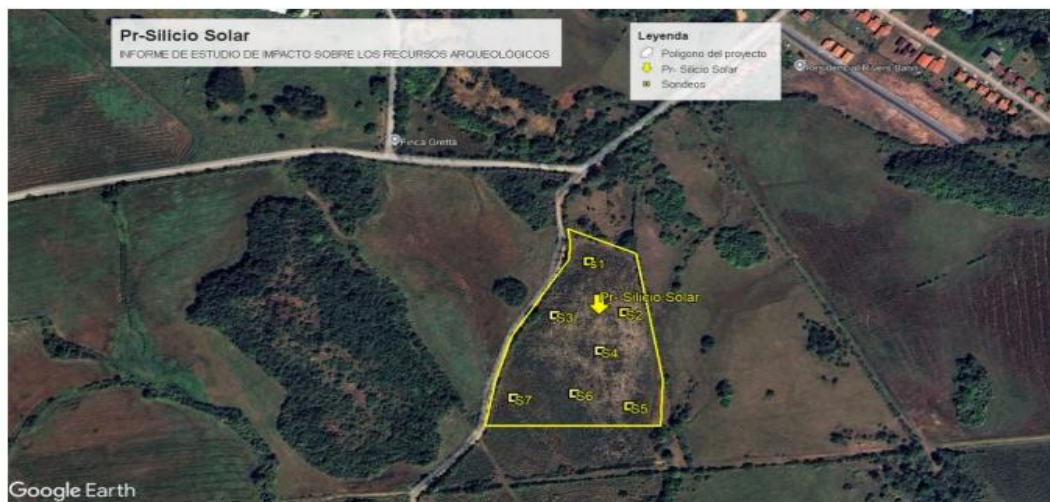 Pr-Silicio Solar
INFORME DE ESTUDIO DE IMPACTO SOBRE LOS RECURSOS ARQUEOLÓGICOS
Leyenda
Polígono del proyecto
Pr- Silicio Solar
Sondeos
Finca Gretta
S1
Pr- Silicio Solar
S3
S2
S4
S7
S6
S5
Google Earth